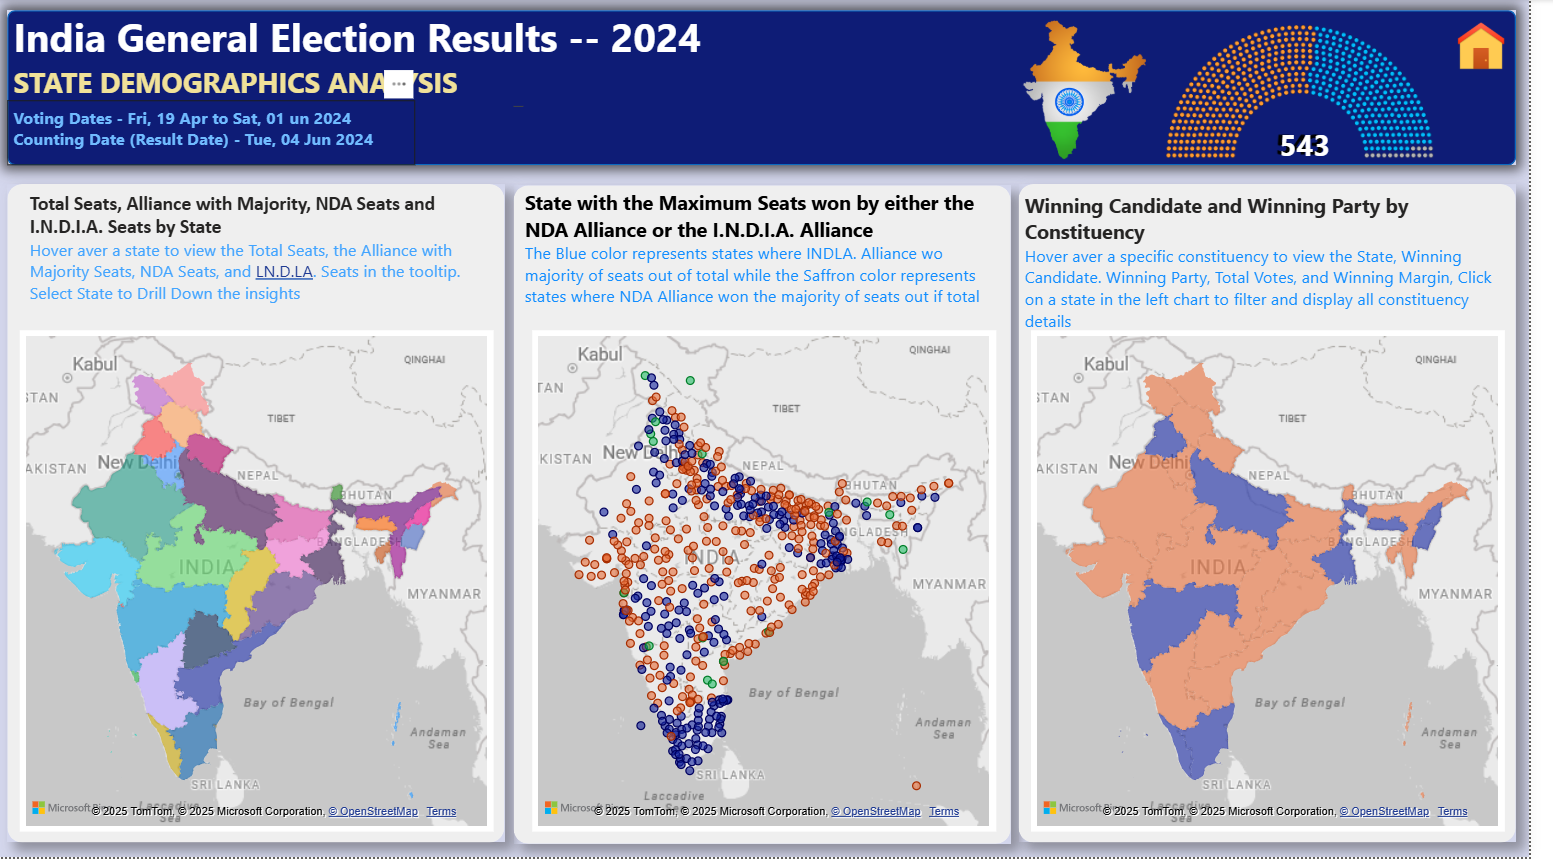 India General Election Results -- 2024
STATE DEMOGRAPHICS ANA SIS
Voting Dates - Fri, 19 Apr to Sat, 01 un 2024
Counting Date (Result Date) - Tue, 04 Jun 2024
543
Total Seats, Alliance with Majority, NDA Seats and
I.N.D.I.A. Seats by State
Hover aver a state to view the Total Seats, the Alliance with
Majority Seats, NDA Seats, and LN.D.LA. Seats in the tooltip.
Select State to Drill Down the insights
Kabul
QINGHAI
TAN
TIBET
AKISTAN
New Delhi
NEPAL
BHUTAN
BANGLADESH
INDIA
MYANMAR
Bay of Bengal
Andaman
Sea
SRI LANKA
Laccadive
Sea
Microsoft
© 2025 TomTom, © 2025 Microsoft Corporation, © OpenStreetMap Terms
State with the Maximum Seats won by either the
NDA Alliance or the I.N.D.I.A. Alliance
The Blue color represents states where INDLA. Alliance wo
majority of seats out of total while the Saffron color represents
states where NDA Alliance won the majority of seats out if total
Kabul
QINGHAI
TAN
TIBET
KISTAN
New Delhi
NEPAL
BHUTAN
NGLADESH
INDIA
MYANMAR
Bay of Bengal
Andaman
Sea
SRI LANKA
Laccadive
Sea
Microsoft
© 2025 TomTom, © 2025 Microsoft Corporation, © OpenStreetMap Terms
Winning Candidate and Winning Party by
Constituency
Hover aver a specific constituency to view the State, Winning
Candidate. Winning Party, Total Votes, and Winning Margin, Click
on a state in the left chart to filter and display all constituency
details
Kabul
QINGHAI
STAN
TIBET
AKISTAN
New Delhi
NEPAL
BHUTAN
BANGLADESH
INDIA
MYANMAR
Bay of Bengal
Andaman
Sea
SRI LANKA
Laccadive
Sea
Microsoft
© 2025 TomTom, © 2025 Microsoft Corporation, © OpenStreetMap Terms